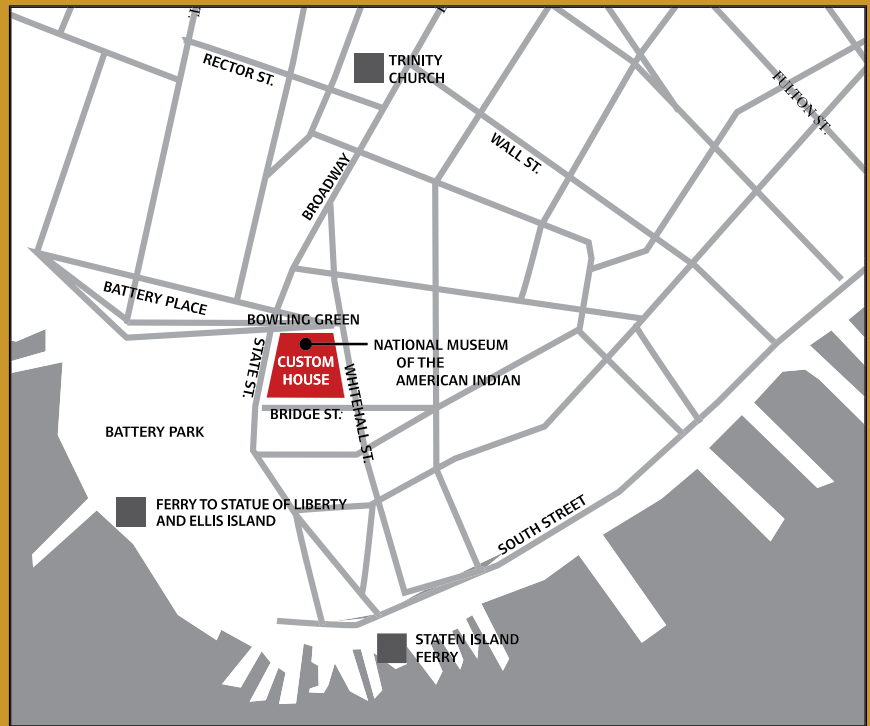 T.
TRINITY
CHURCH
RECTOR ST.
FULTON ST.
WALL ST.
BROADWAY
BATTERY PLACE
BOWLING GREEN
NATIONAL MUSEUM
OF THE
AMERICAN INDIAN
STATE ST.
CUSTOM
HOUSE
WHITEHALL ST.
BRIDGE ST.
BATTERY PARK
FERRY TO STATUE OF LIBERTY
AND ELLIS ISLAND
SOUTH STREET
STATEN ISLAND
FERRY